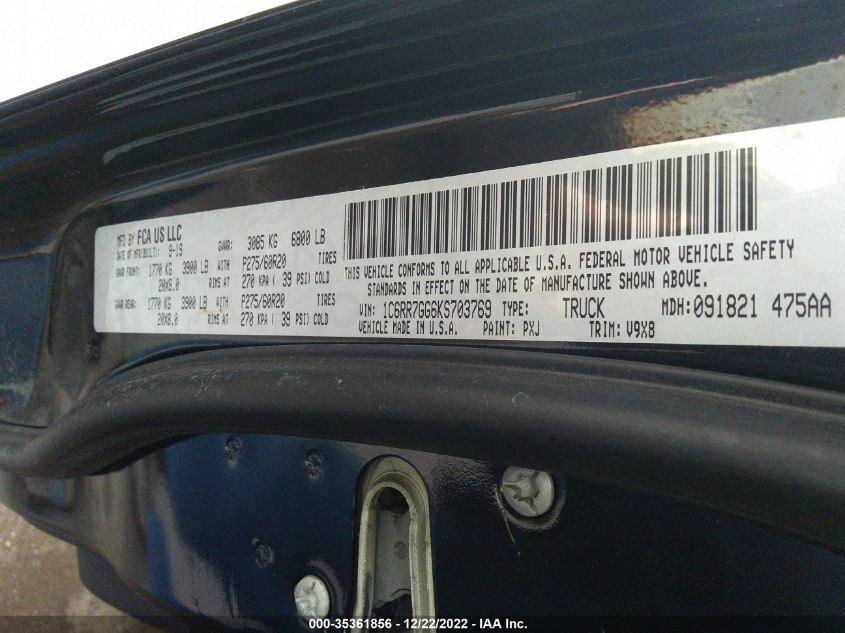 MFD BY FCA US LLC
DATE OF MFR(BUILT): 9-19 GVWR: 3085 KG 6800 LB
GAWR FRONT: 1770 KG 3900 LB WITH P275/60R20 TIRES
20X8.0 RIMS AT 270 KPA ( 39 PSI) COLD
GAWR REAR: 1770 KG 3900 LB WITH P275/60R20 TIRES
20X8.0 RIMS AT 270 KPA ( 39 PSI) COLD
THIS VEHICLE CONFORMS TO ALL APPLICABLE U.S.A. FEDERAL MOTOR VEHICLE SAFETY
STANDARDS IN EFFECT ON THE DATE OF MANUFACTURE SHOWN ABOVE.
VIN: 1C6RR7GG6KS703769 TYPE: TRUCK MDH: 091821 475AA
VEHICLE MADE IN U.S.A. PAINT: PXJ TRIM: V9X8
000-35361856 - 12/22/2022 - IAA Inc.